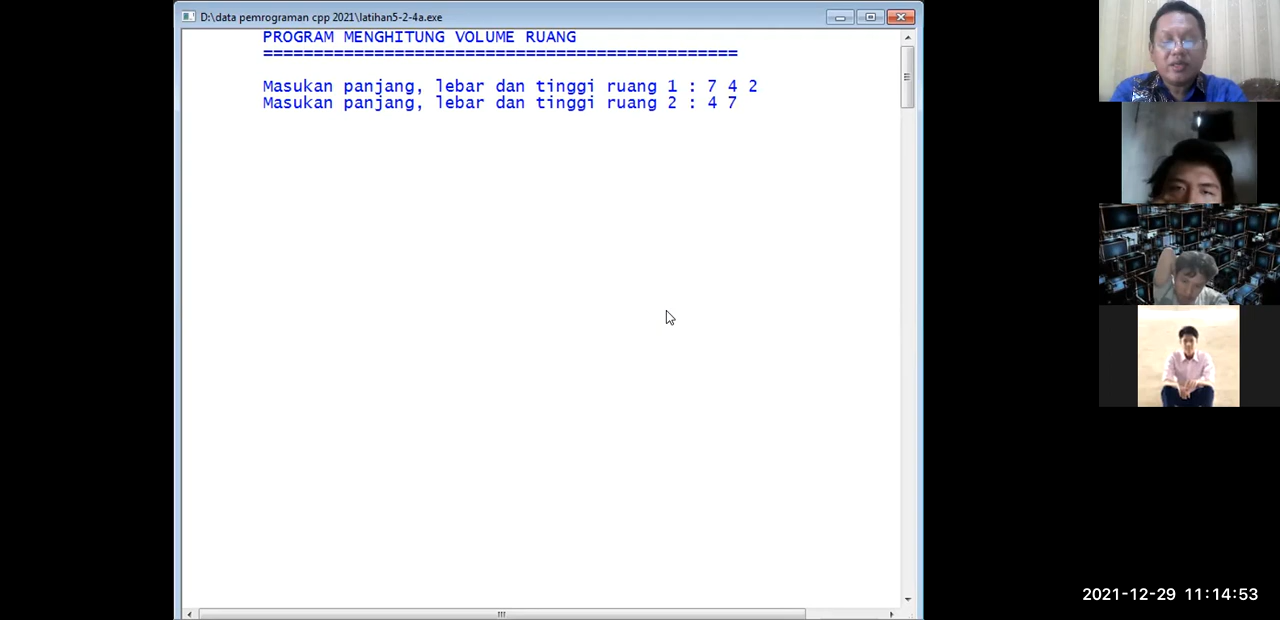 D:\data pemrograman cpp 2021\latihan5-2-4a.exe
PROGRAM MENGHITUNG VOLUME RUANG
===============================================
Masukan panjang, lebar dan tinggi ruang 1 : 7 4 2
Masukan panjang, lebar dan tinggi ruang 2 : 4 7
2021-12-29 11:14:53